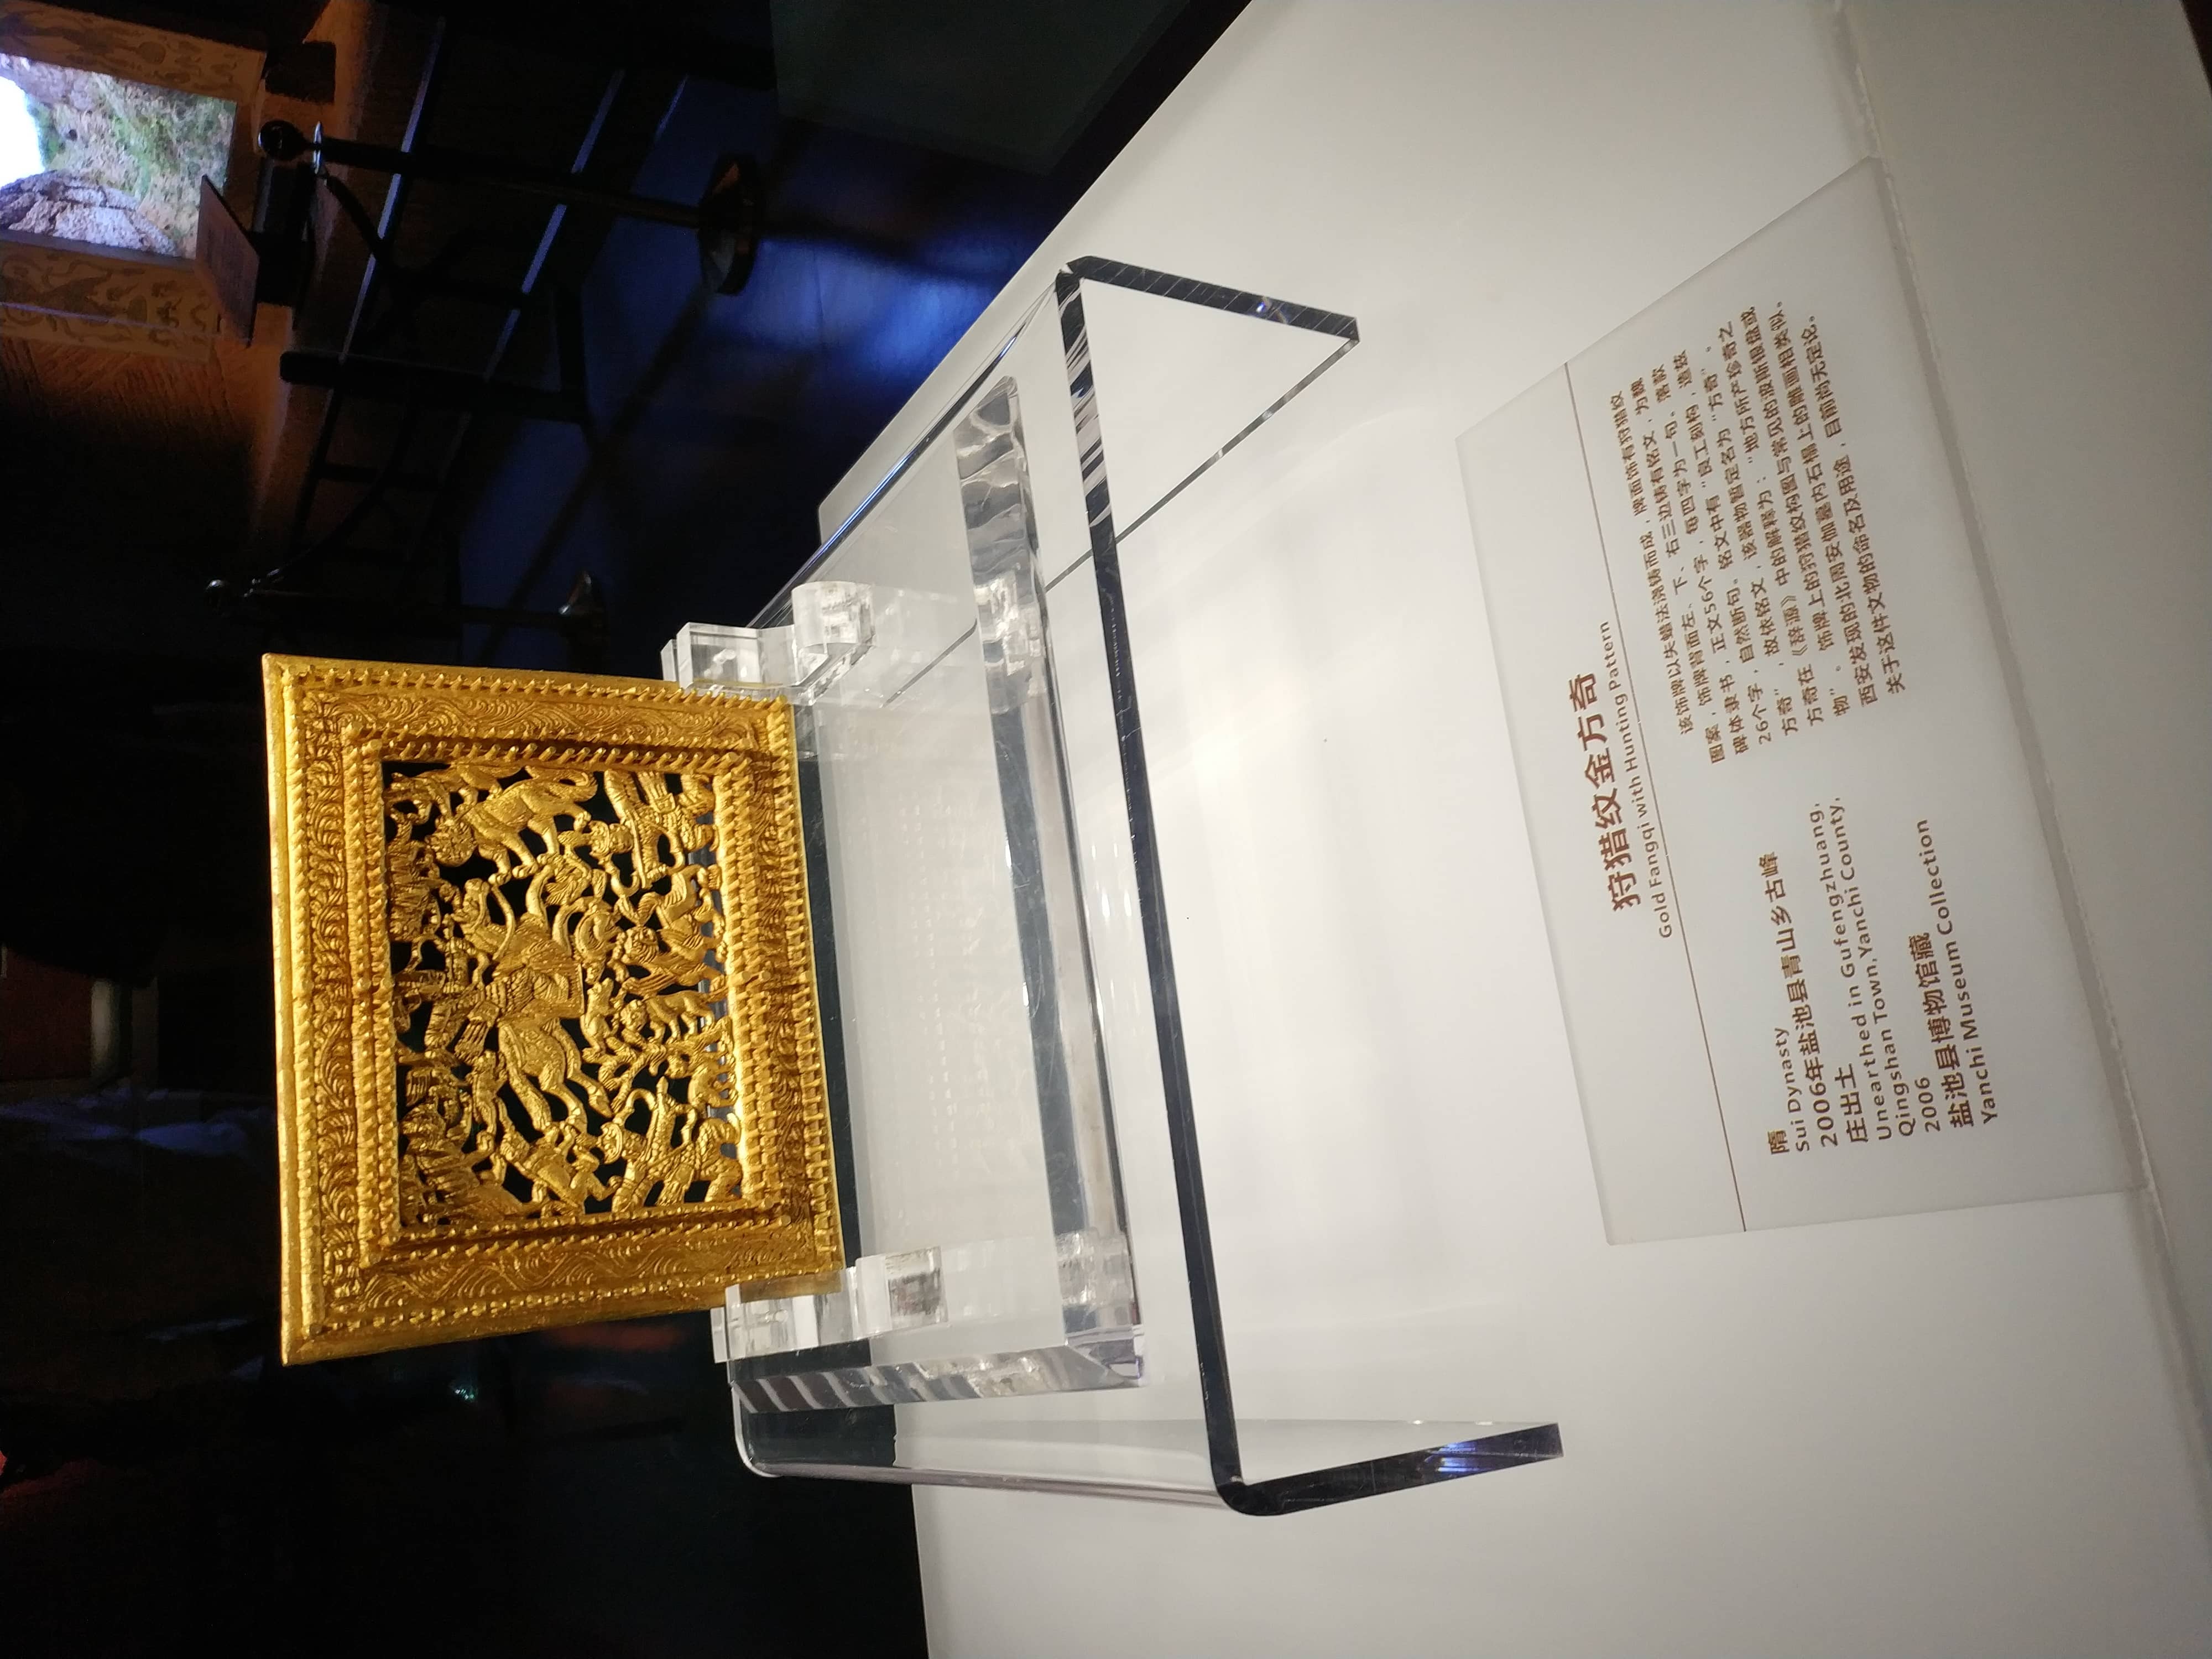 狩猎纹金方奇
Gold Fangqi with Hunting Pattern
隋
Sui Dynasty
2006年盐池县青山乡古峰
庄出土
Unearthed in Gufengzhuang,
Qingshan Town,Yanchi County,
2006
盐池县博物馆藏
Yanchi Museum Collection
该饰牌以失蜡法浇铸而成，牌面饰有狩猎纹
图案，饰牌背面左、下、右三边铸有铭文，为魏
碑体隶书，正文56个字，每四字为一句。落款
26个字，自然断句。铭文中有“良工刻构，造兹
方奇”，故依铭文，该器物暂定名为“方奇”。
方奇在《辞源》中的解释为：“地方所产珍奇之
物”。饰牌上的狩猎纹构图与常见的波斯银盘或
西安发现的北周安伽墓内石榻上的雕画相类似。
关于这件文物的命名及用途，目前尚无定论。